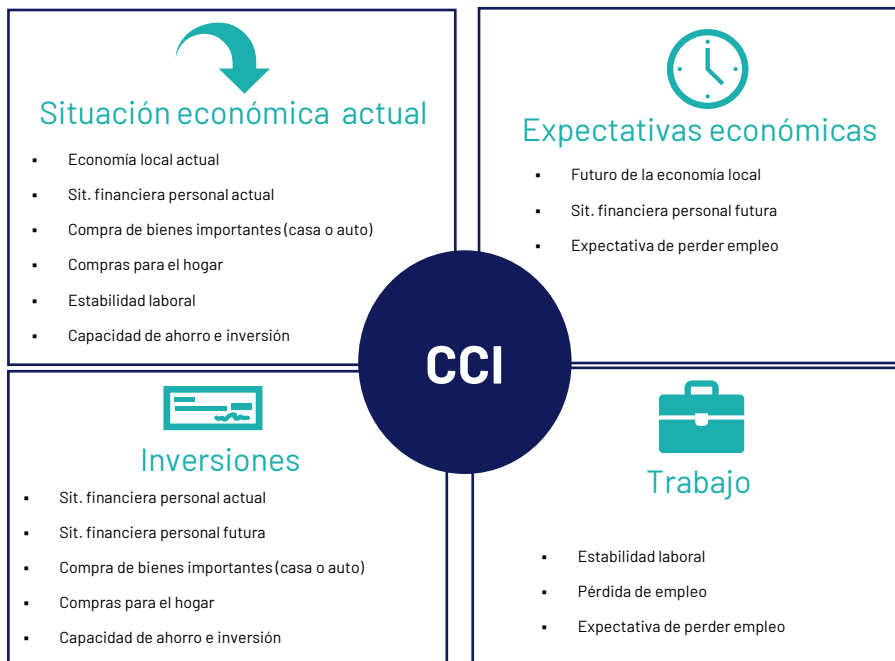 Situación económica actual
▪ Economía local actual
▪ Sit. financiera personal actual
▪ Compra de bienes importantes (casa o auto)
▪ Compras para el hogar
▪ Estabilidad laboral
▪ Capacidad de ahorro e inversión
Expectativas económicas
▪ Futuro de la economía local
▪ Sit. financiera personal futura
▪ Expectativa de perder empleo
CCI
Inversiones
▪ Sit. financiera personal actual
▪ Sit. financiera personal futura
▪ Compra de bienes importantes (casa o auto)
▪ Compras para el hogar
▪ Capacidad de ahorro e inversión
Trabajo
▪ Estabilidad laboral
▪ Pérdida de empleo
▪ Expectativa de perder empleo